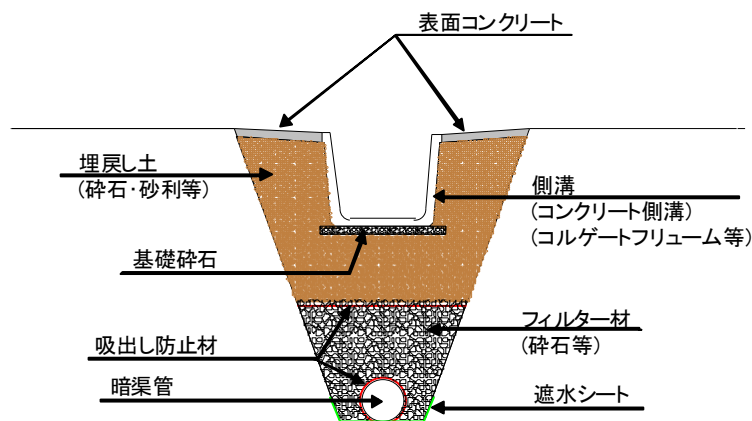 表面コンクリート
埋戻し土
(砕石・砂利等)
側溝
(コンクリート側溝)
(コルゲートフリューム等)
基礎砕石
フィルター材
(砕石等)
吸出し防止材
暗渠管
遮水シート